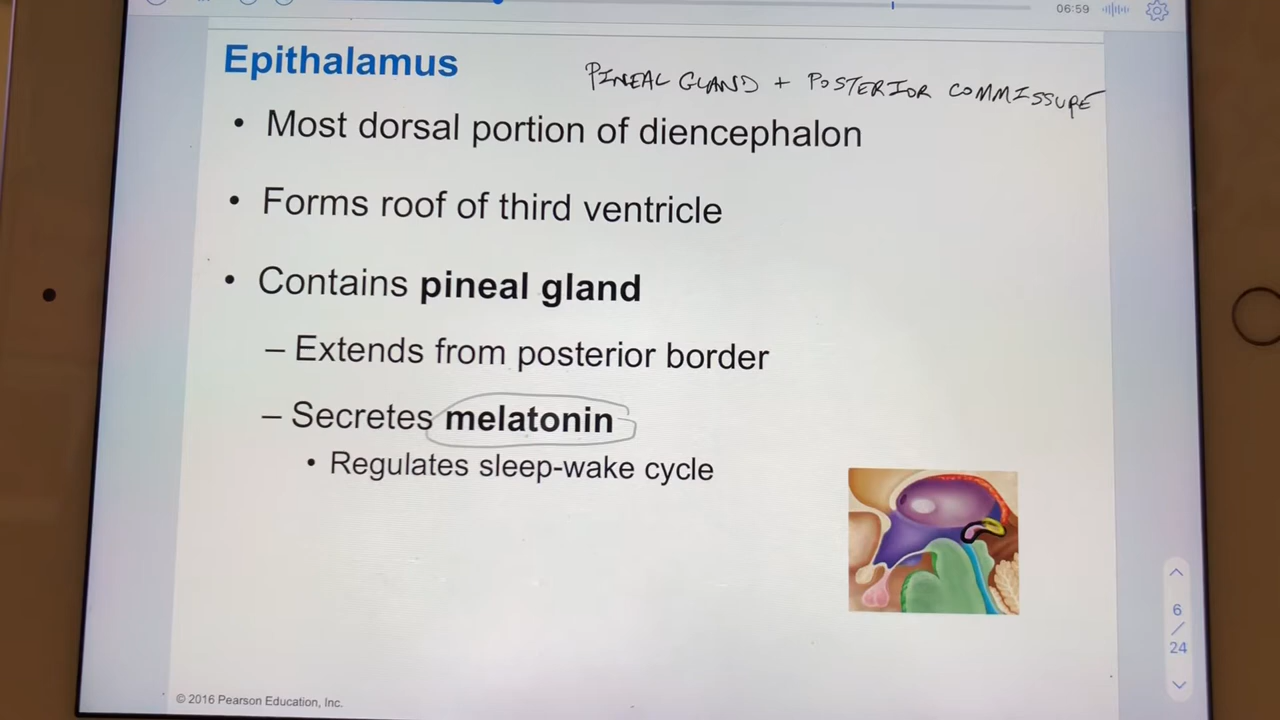 06:59
Epithalamus
PINEAL GLAND + POSTERIOR COMMISSURE
• Most dorsal portion of diencephalon
• Forms roof of third ventricle
• Contains pineal gland
– Extends from posterior border
– Secretes melatonin
• Regulates sleep-wake cycle
6
/
24
© 2016 Pearson Education, Inc.